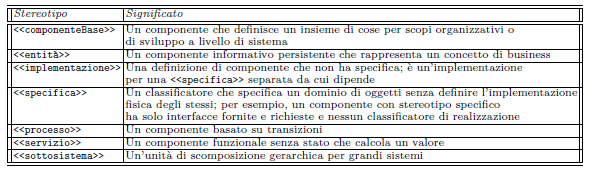 Stereotipo Significato
<<componenteBase>> Un componente che definisce un insieme di cose per scopi organizzativi o
di sviluppo a livello di sistema
<<entità>> Un componente informativo persistente che rappresenta un concetto di business
<<implementazione>> Una definizione di componente che non ha specifica; è un'implementazione
per una <<specifica>> separata da cui dipende
<<specifica>> Un classificatore che specifica un dominio di oggetti senza definire l'implementazione
fisica degli stessi; per esempio, un componente con stereotipo specifico
ha solo interfacce fornite e richieste e nessun classificatore di realizzazione
<<processo>> Un componente basato su transizioni
<<servizio>> Un componente funzionale senza stato che calcola un valore
<<sottosistema>> Un'unità di scomposizione gerarchica per grandi sistemi